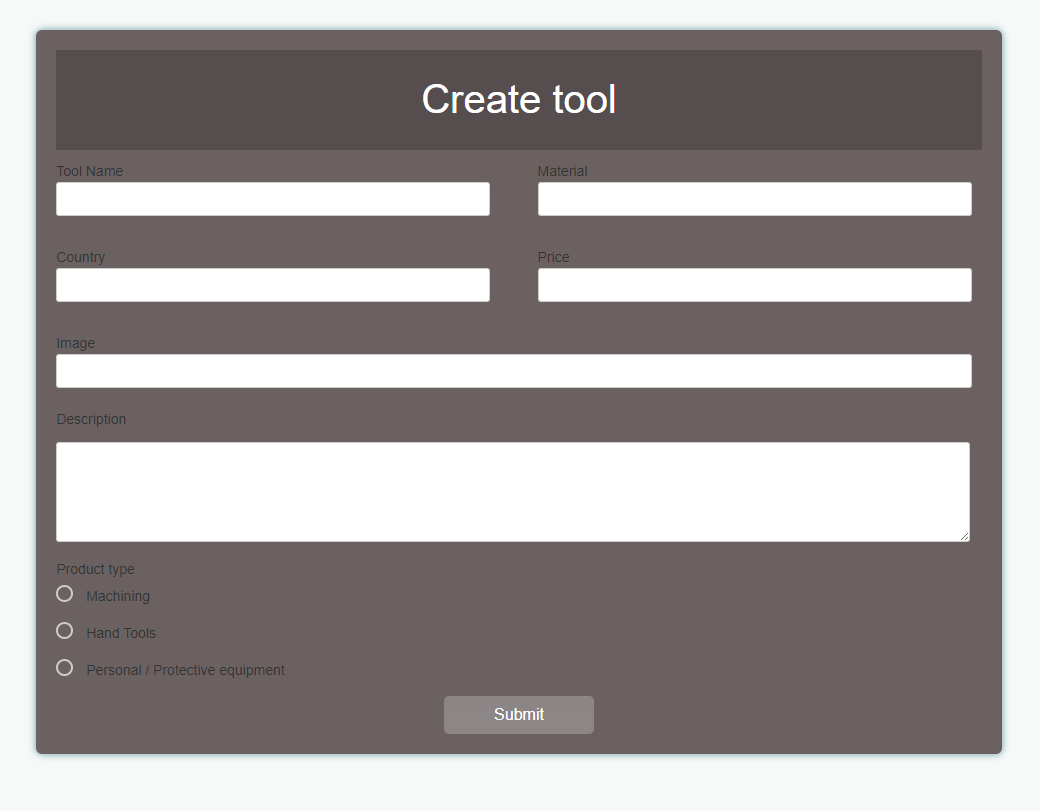 Create tool
Tool Name
Material
Country
Price
Image
Description
Product type
Machining
Hand Tools
Personal / Protective equipment
Submit